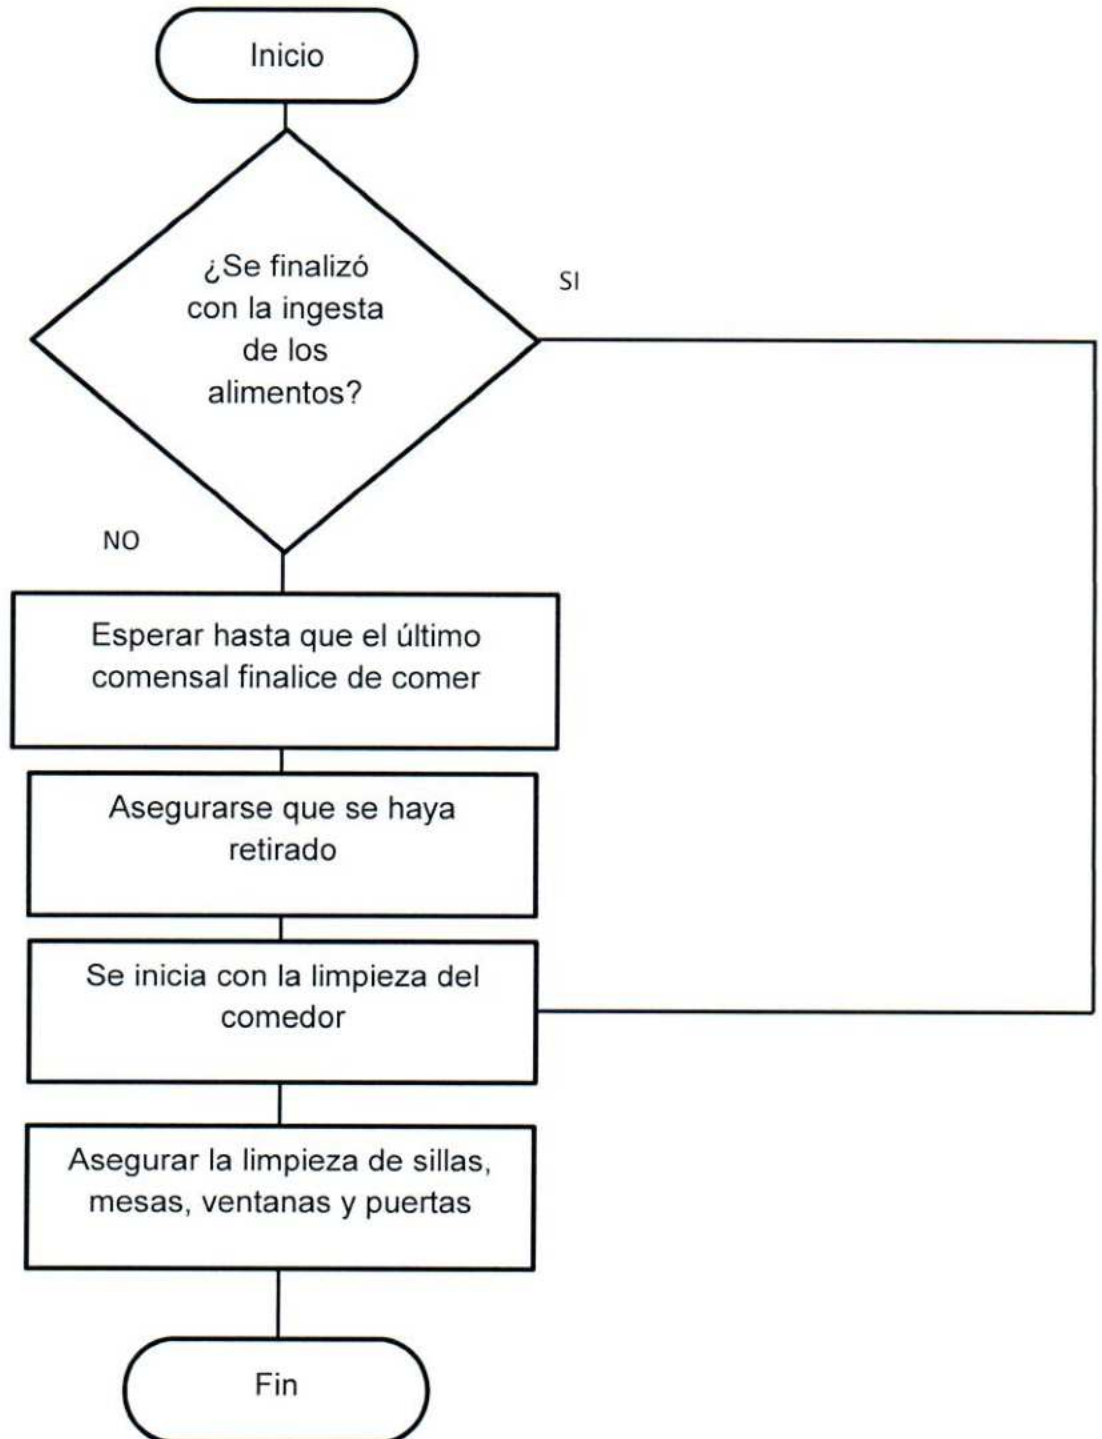 Inicio
¿Se finalizó
con la ingesta
de los
alimentos?
SI
NO
Esperar hasta que el último
comensal finalice de comer
Asegurarse que se haya
retirado
Se inicia con la limpieza del
comedor
Asegurar la limpieza de sillas,
mesas, ventanas y puertas
Fin